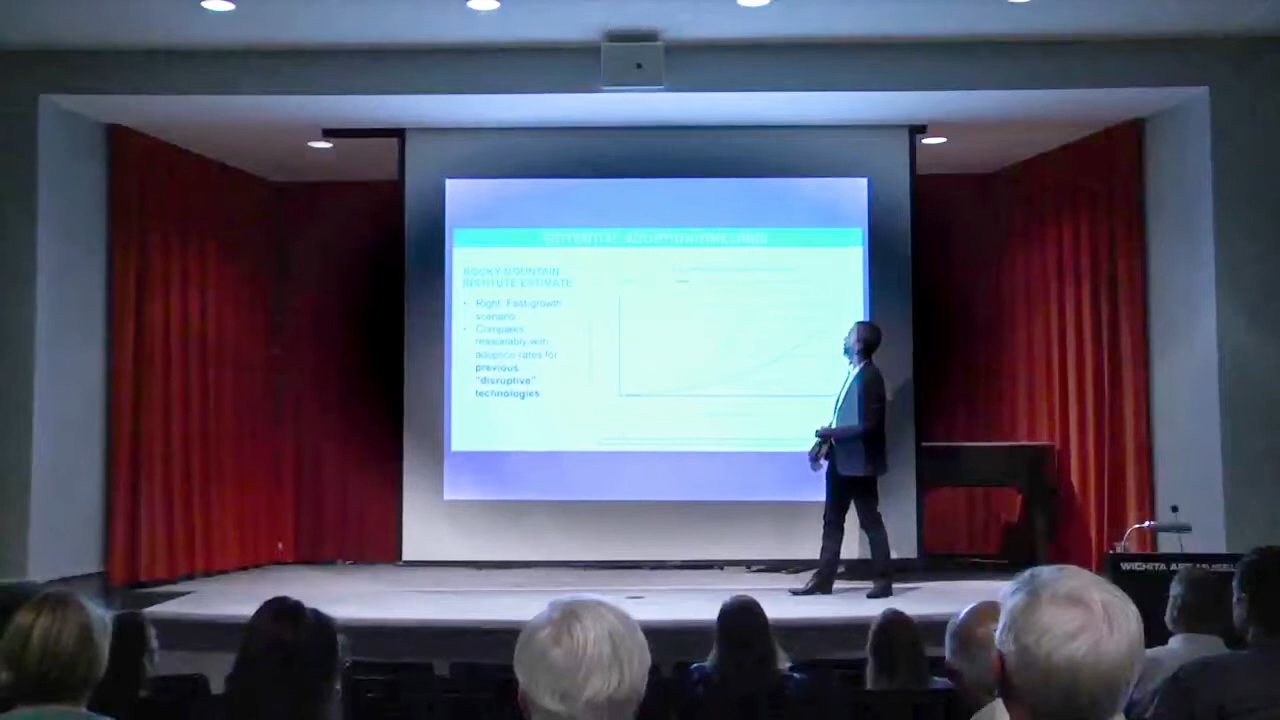 POTENTIAL ADOPTION TIMELINES
ROCKY MOUNTAIN
INSTITUTE ESTIMATE
• Right: Fast-growth
scenario
• Compares
reasonably with
adoption rates for
previous
"disruptive"
technologies
WICHITA ART MUSEUM